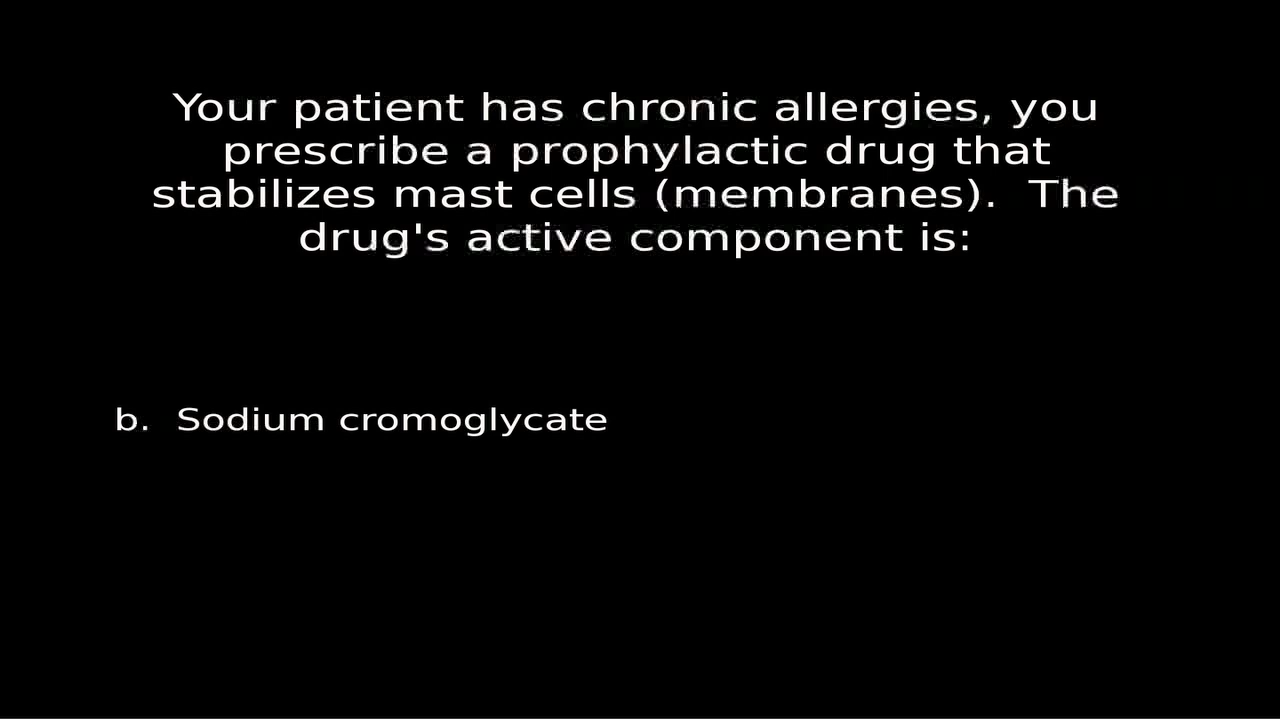 Your patient has chronic allergies, you
prescribe a prophylactic drug that
stabilizes mast cells (membranes).  The
drug's active component is:
b.  Sodium cromoglycate